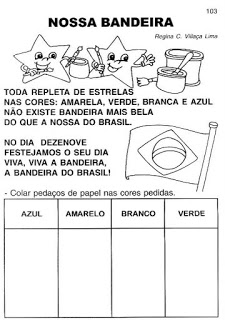 103
NOSSA BANDEIRA
Regina C. Villaça Lima
TODA REPLETA DE ESTRELAS
NAS CORES: AMARELA, VERDE, BRANCA E AZUL
NÃO EXISTE BANDEIRA MAIS BELA
DO QUE A NOSSA DO BRASIL.
NO DIA DEZENOVE
FESTEJAMOS O SEU DIA
VIVA, VIVA A BANDEIRA,
A BANDEIRA DO BRASIL!
- Colar pedaços de papel nas cores pedidas.
AZUL AMARELO BRANCO VERDE